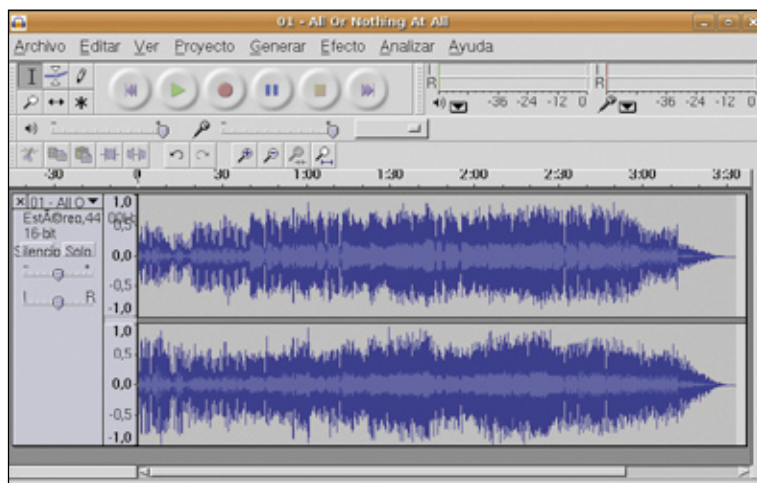 01 - All Or Nothing At All
Archivo Editar Ver Proyecto Generar Efecto Analizar Ayuda
R
R
-36 -24 -12 0
-36 -24 -12 0
-30 0 30 1:00 1:30 2:00 2:30 3:00 3:30
01 - All O
EstÃ©reo,44
16-bit
Silencio Solo
- +
R
1,0
0,5
0,0
-0,5
-1,0
1,0
0,5
0,0
-0,5
-1,0